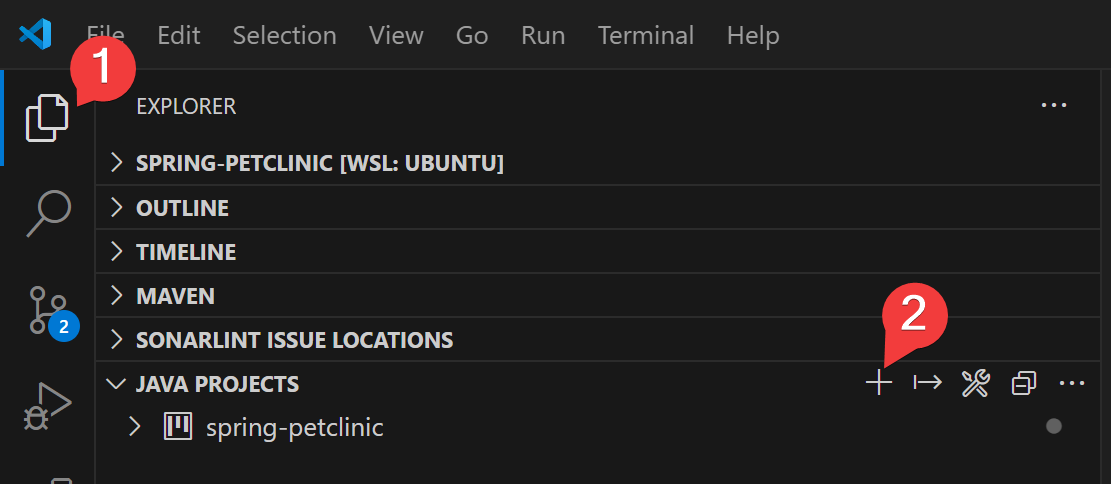 File Edit Selection View Go Run Terminal Help
1
EXPLORER
SPRING-PETCLINIC [WSL: UBUNTU]
OUTLINE
TIMELINE
MAVEN
2
2
SONARLINT ISSUE LOCATIONS
JAVA PROJECTS
spring-petclinic